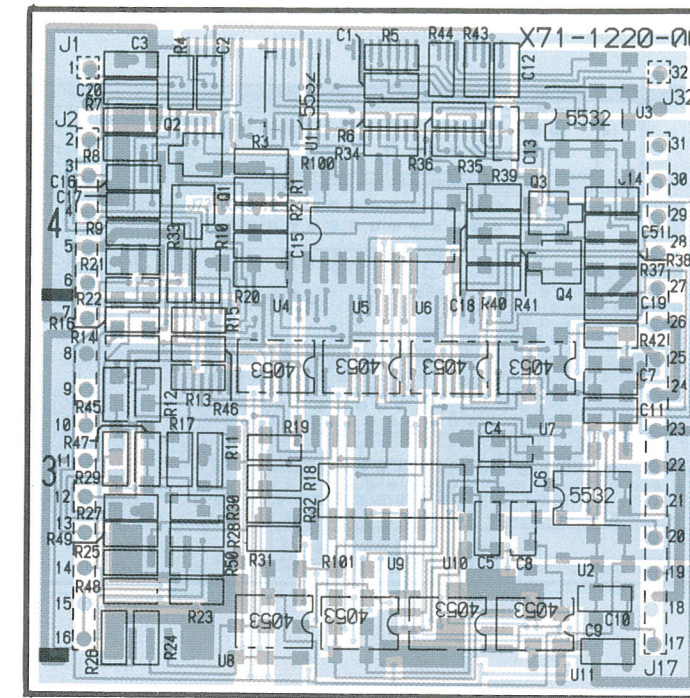 X71-1220-0
J1 C3 R4 C2 C1 R5 R44 R43 C12
1 32
C20 J32
R7 U3
J2 Q2 5532 U1 5532
2 R6 31
R8 R3 R34 R36 R35 C13
3 R100 R39 Q3 30
C16 Q1 R1
C17
4 R2 29
4 R9 R33 R10 C15 C51 28
5 R38
R21 R37
R20 U4 U5 U6 C18 R40 R41 Q4 27
6 R22 C19
7 R15 26
R16 R14 R42
8 25
4053 4053 4053 4053 C7
R13 24
9 R46 C11
R45 R12
10 R17 R19 C4 U7 23
R47 R11
3 11 R18 C6 22
R29
12 R30 R32 5532 21
R27
13 R28 20
R49 R25 R31 C5 C8
14 R50 R101 U9 U10 U2 19
R48
15 R23 4053 4053 4053 4053 C10 18
16 R26 R24 U8 C9 17
U11 J17